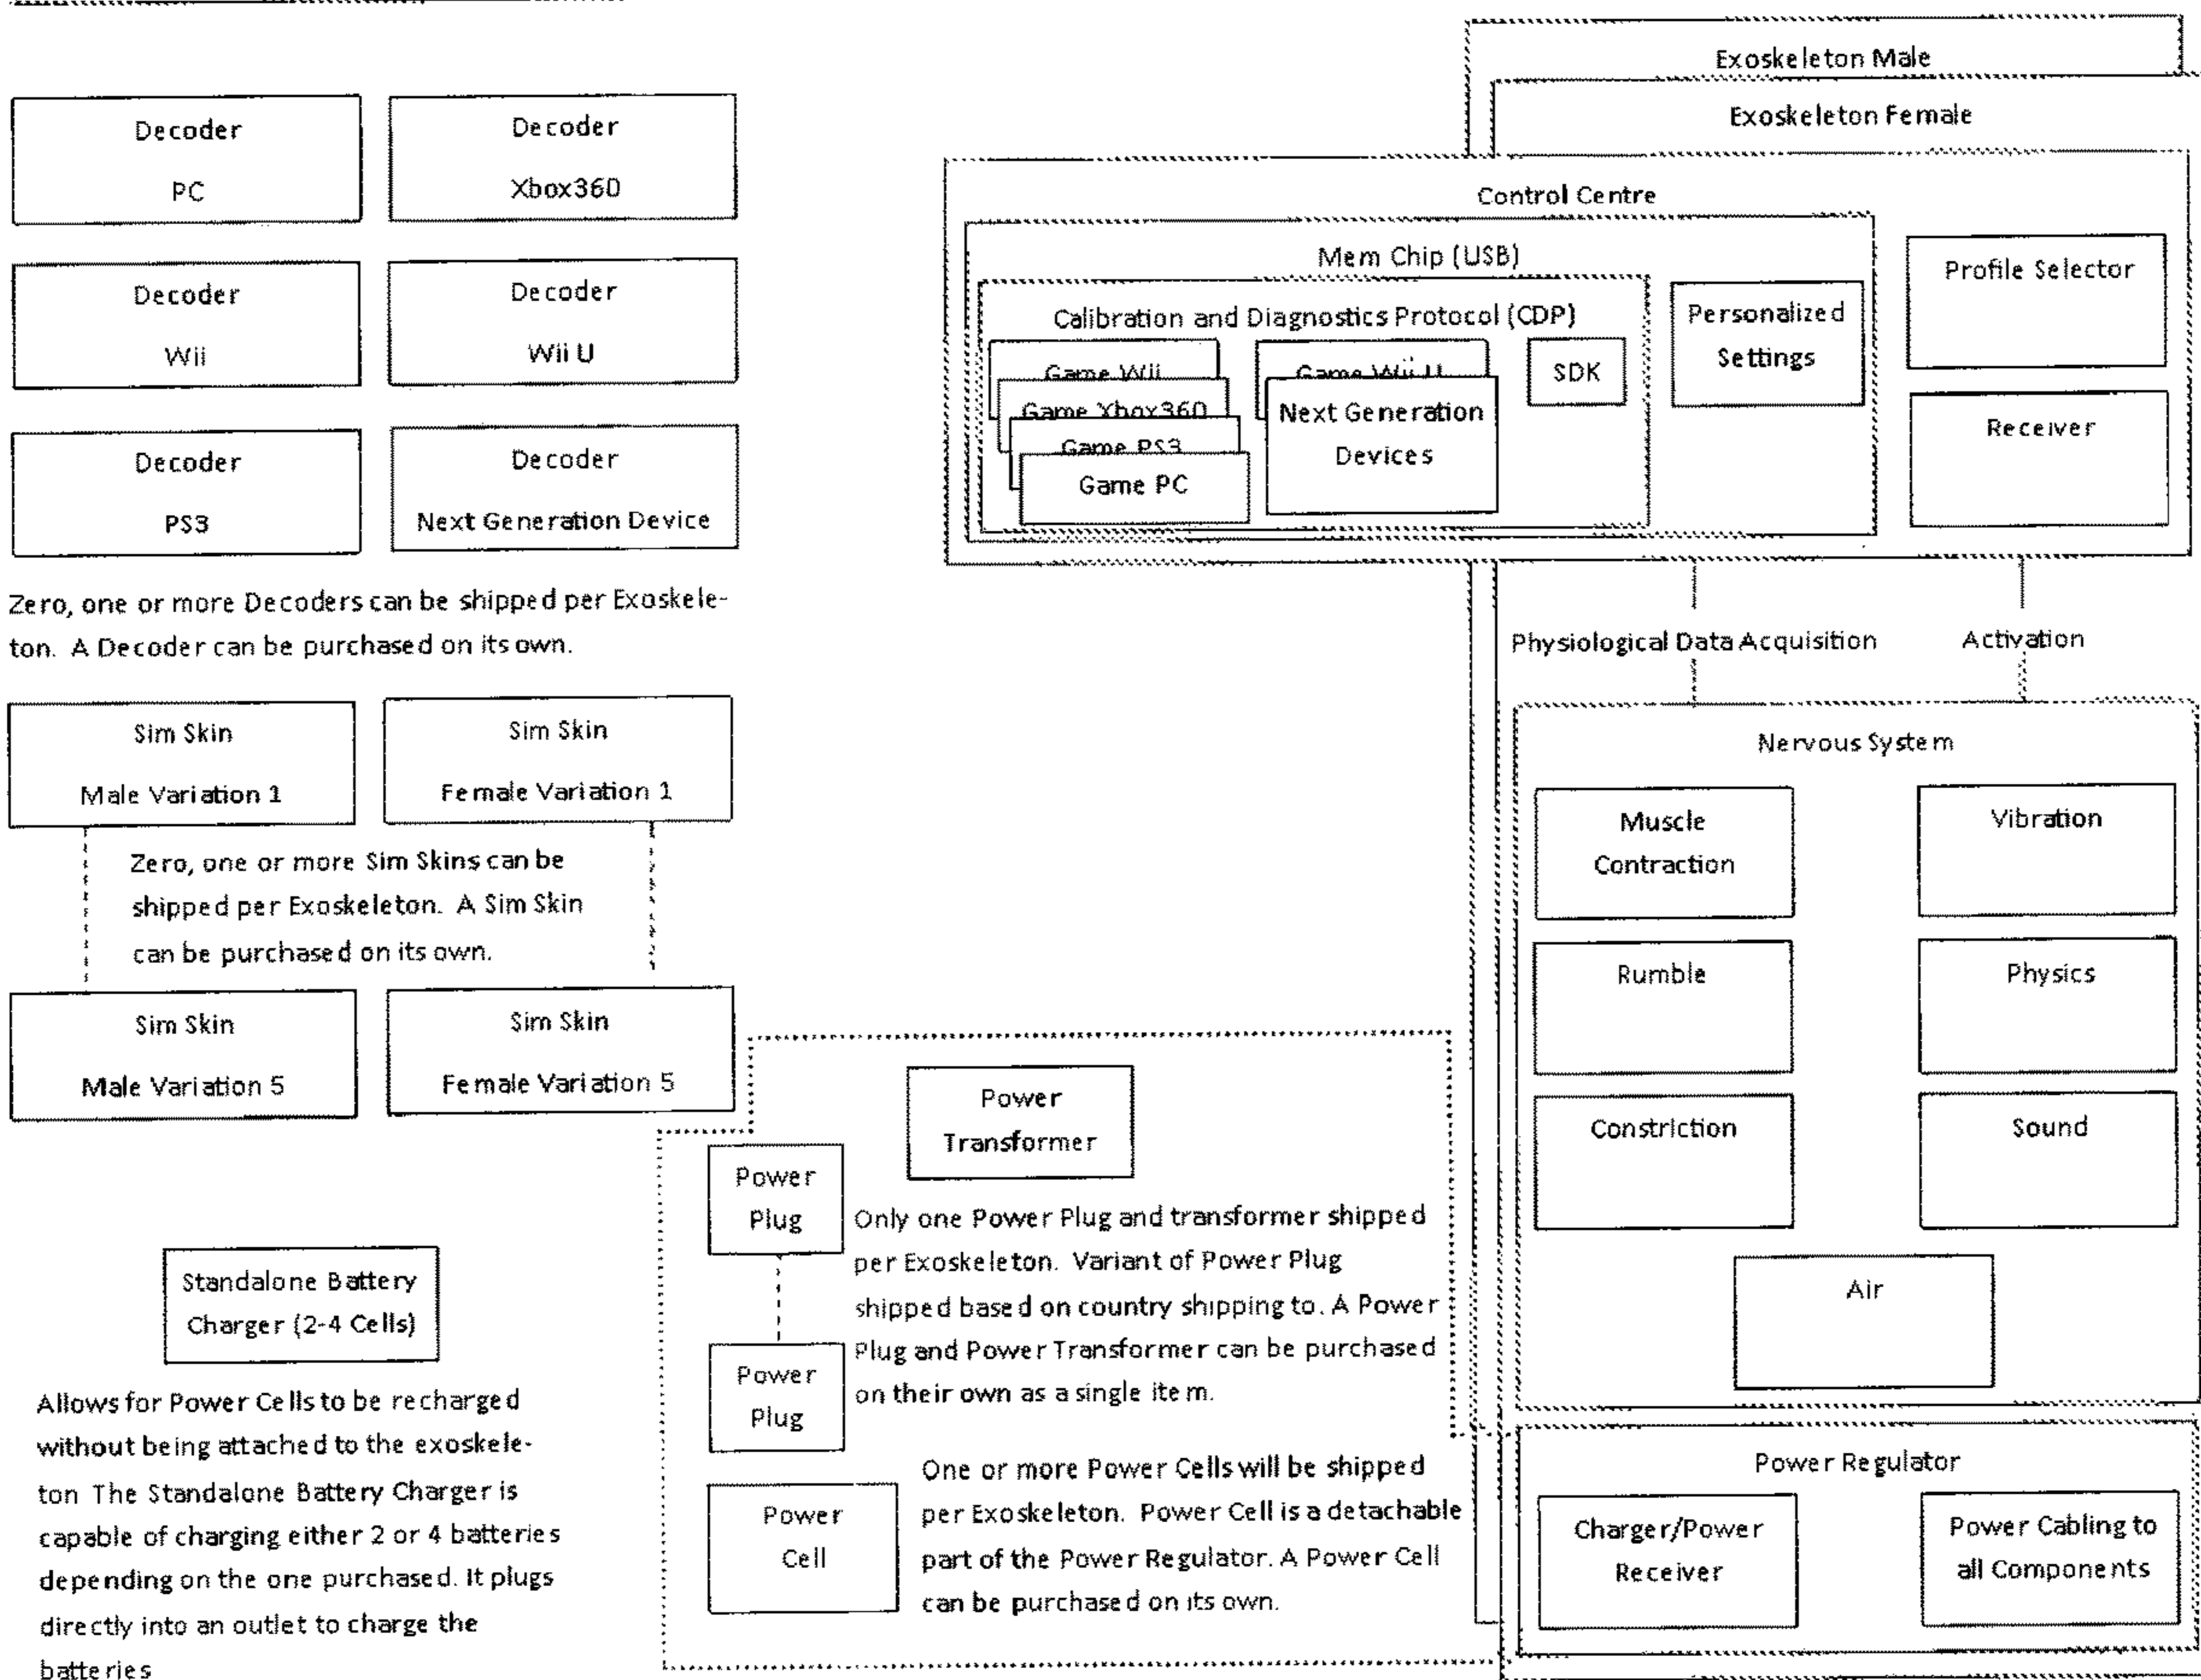 Decoder
PC
Decoder
Xbox360
Decoder
Wii
Decoder
Wii U
Decoder
PS3
Decoder
Next Generation Device
Zero, one or more Decoders can be shipped per Exoskele-
ton. A Decoder can be purchased on its own.
Sim Skin
Male Variation 1
Sim Skin
Female Variation 1
Zero, one or more Sim Skins can be
shipped per Exoskeleton. A Sim Skin
can be purchased on its own.
Sim Skin
Male Variation 5
Sim Skin
Female Variation 5
Standalone Battery
Charger (2-4 Cells)
Allows for Power Cells to be recharged
without being attached to the exoskele-
ton The Standalone Battery Charger is
capable of charging either 2 or 4 batteries
depending on the one purchased. It plugs
directly into an outlet to charge the
batteries
Power
Transformer
Power
Plug
Only one Power Plug and transformer shipped
per Exoskeleton. Variant of Power Plug
shipped based on country shipping to. A Power
Plug and Power Transformer can be purchased
on their own as a single item.
Power
Plug
Power
Cell
One or more Power Cells will be shipped
per Exoskeleton. Power Cell is a detachable
part of the Power Regulator. A Power Cell
can be purchased on its own.
Exoskeleton Male
Exoskeleton Female
Control Centre
Mem Chip (USB)
Calibration and Diagnostics Protocol (CDP)
Game Wii
Game Xbox360
Game PS3
Game PC
Game Wii U
Next Generation
Devices
SDK
Personalized
Settings
Profile Selector
Receiver
Physiological Data Acquisition
Activation
Nervous System
Muscle
Contraction
Vibration
Rumble
Physics
Constriction
Sound
Air
Power Regulator
Charger/Power
Receiver
Power Cabling to
all Components